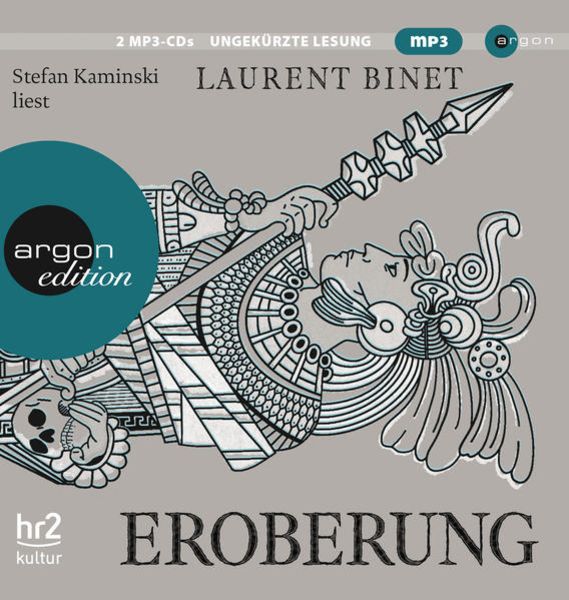 2 MP3-CDs UNGEKÜRZTE LESUNG MP3 argon
Stefan Kaminski
liest
LAURENT BINET
argon
edition
hr2
kultur
EROBERUNG